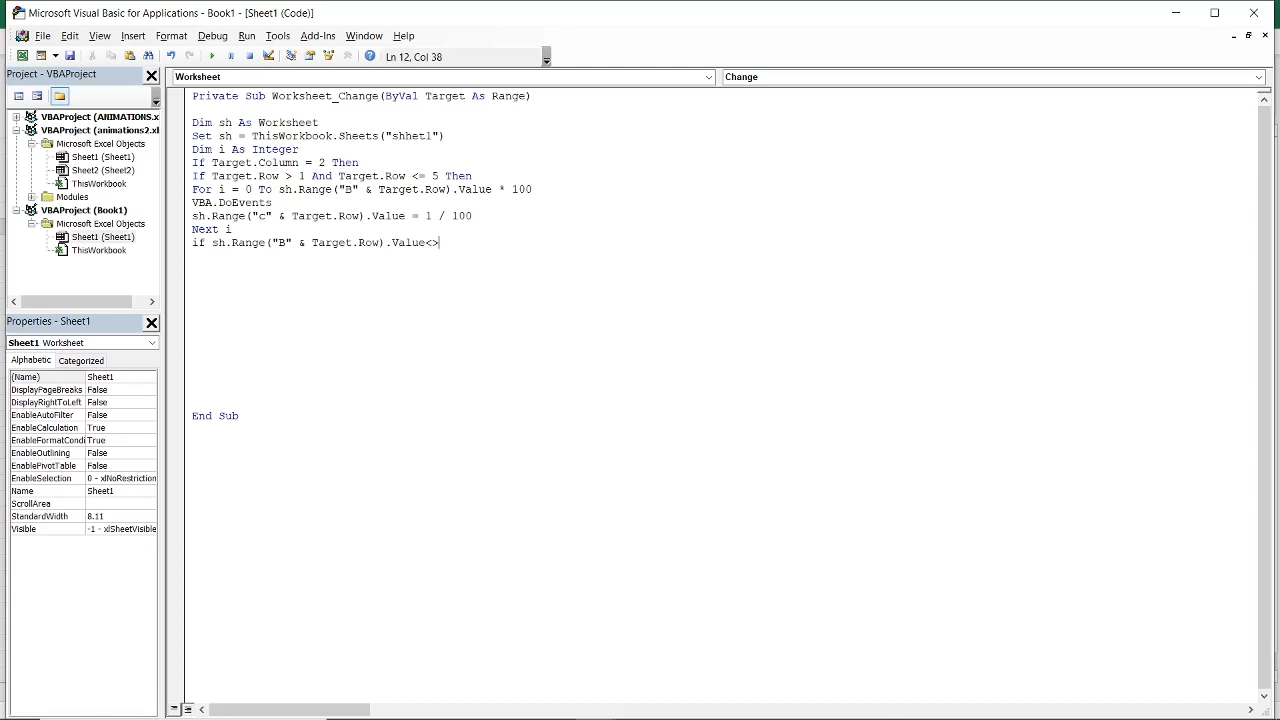 Microsoft Visual Basic for Applications - Book1 - [Sheet1 (Code)]
File Edit View Insert Format Debug Run Tools Add-Ins Window Help
Ln 12, Col 38
Project - VBAProject
Worksheet
Change
VBAProject (ANIMATIONS.x
VBAProject (animations2.xl
Microsoft Excel Objects
Sheet1 (Sheet1)
Sheet2 (Sheet2)
ThisWorkbook
Modules
VBAProject (Book1)
Microsoft Excel Objects
Sheet1 (Sheet1)
ThisWorkbook
Properties - Sheet1
Sheet1 Worksheet
Alphabetic Categorized
(Name) Sheet1
DisplayPageBreaks False
DisplayRightToLeft False
EnableAutoFilter False
EnableCalculation True
EnableFormatCondi True
EnableOutlining False
EnablePivotTable False
EnableSelection 0 - xlNoRestriction
Name Sheet1
ScrollArea
StandardWidth 8.11
Visible -1 - xlSheetVisible
Private Sub Worksheet_Change(ByVal Target As Range)
Dim sh As Worksheet
Set sh = ThisWorkbook.Sheets("shhet1")
Dim i As Integer
If Target.Column = 2 Then
If Target.Row > 1 And Target.Row <= 5 Then
For i = 0 To sh.Range("B" & Target.Row).Value * 100
VBA.DoEvents
sh.Range("c" & Target.Row).Value = 1 / 100
Next i
if sh.Range("B" & Target.Row).Value<>
End Sub